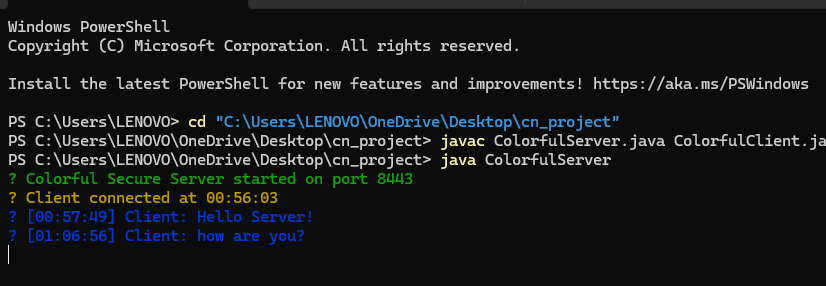 Windows PowerShell
Copyright (C) Microsoft Corporation. All rights reserved.
Install the latest PowerShell for new features and improvements! https://aka.ms/PSWindows
PS C:\Users\LENOVO> cd "C:\Users\LENOVO\OneDrive\Desktop\cn_project"
PS C:\Users\LENOVO\OneDrive\Desktop\cn_project> javac ColorfulServer.java ColorfulClient.ja
PS C:\Users\LENOVO\OneDrive\Desktop\cn_project> java ColorfulServer
? Colorful Secure Server started on port 8443
? Client connected at 00:56:03
? [00:57:49] Client: Hello Server!
? [01:06:56] Client: how are you?